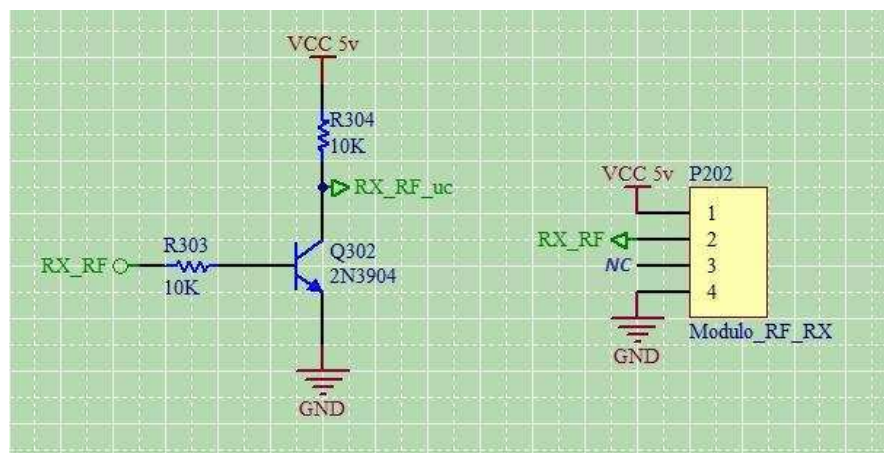 VCC 5v
R304
10K
RX_RF_uc
R303
RX_RF
10K
Q302
2N3904
GND
VCC 5v
P202
1
RX_RF
2
NC
3
4
Modulo_RF_RX
GND